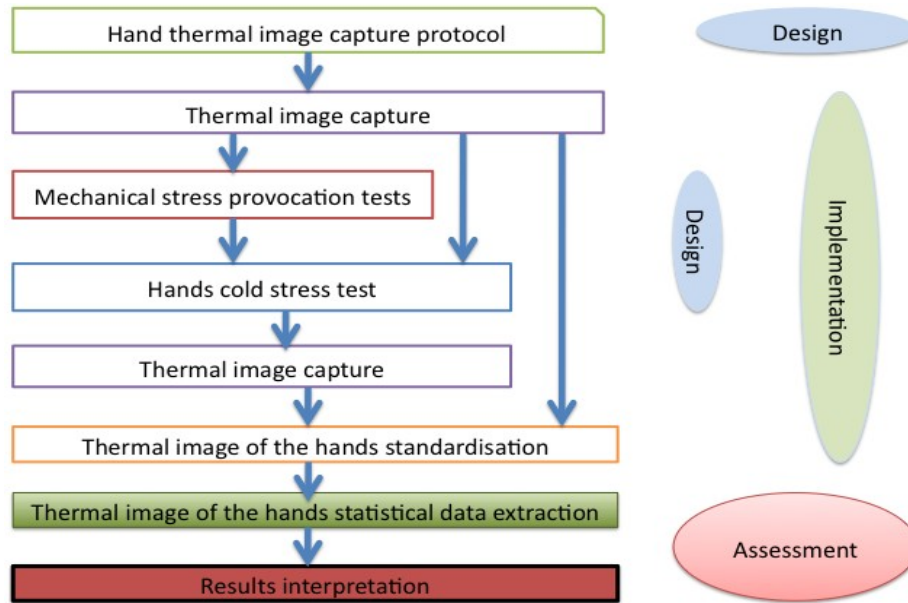 Hand thermal image capture protocol
Design
Thermal image capture
Mechanical stress provocation tests
Design
Implementation
Hands cold stress test
Thermal image capture
Thermal image of the hands standardisation
Thermal image of the hands statistical data extraction
Assessment
Results interpretation